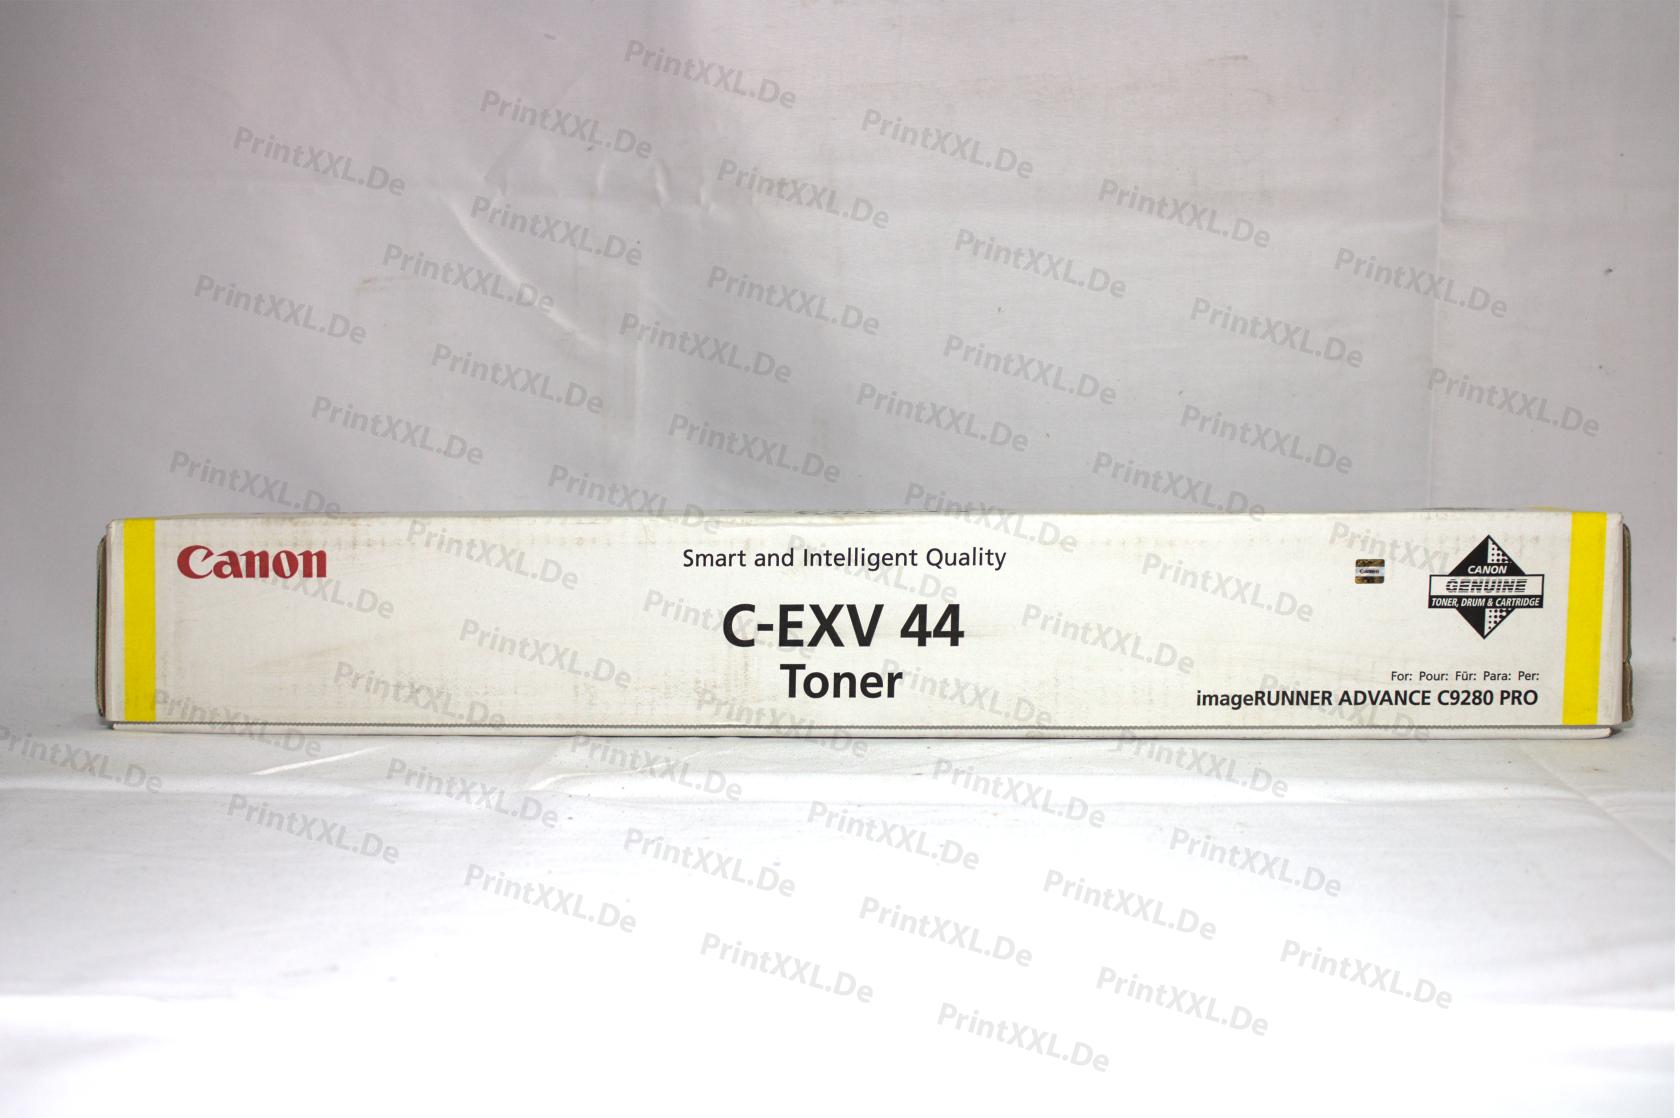 Canon
Smart and Intelligent Quality
C-EXV 44
Toner
Canon
CANON
GENUINE
TONER, DRUM & CARTRIDGE
For: Pour: Für: Para: Per:
imageRUNNER ADVANCE C9280 PRO
PrintXXL.De